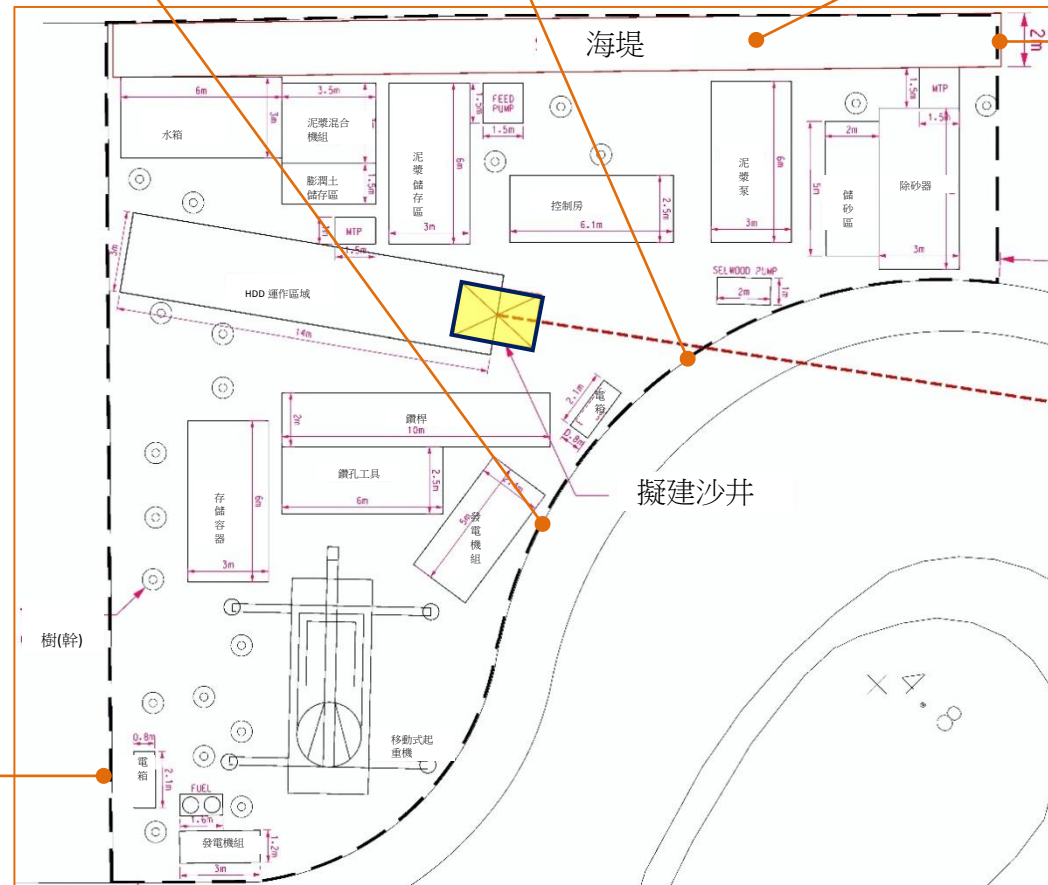 海堤
2m
6m
3m
水箱
3.5m
泥漿混合
機組
膨潤土
儲存區
1.5m
泥漿儲存區
6m
3m
1.5m
FEED
PUMP
1.5m
控制房
6.1m
2.5m
泥漿泵
6m
3m
2m
5m
儲砂區
1.5m
MTP
1.5m
除砂器
3m
MTP
1.5m
SELWOOD PUMP
2m
1m
3m
HDD 運作區域
14m
2.1m
電箱
0.8m
2m
鑽桿
10m
鑽孔工具
6m
2.5m
擬建沙井
存儲容器
6m
3m
5m
發電機組
樹(幹)
移動式起
重機
0.8m
電箱
2.1m
FUEL
1.6m
發電機組
1.2m
3m
X 4.8